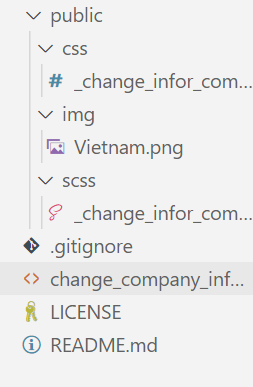 public
css
_change_infor_com...
img
Vietnam.png
scss
_change_infor_com...
.gitignore
change_company_inf...
LICENSE
README.md